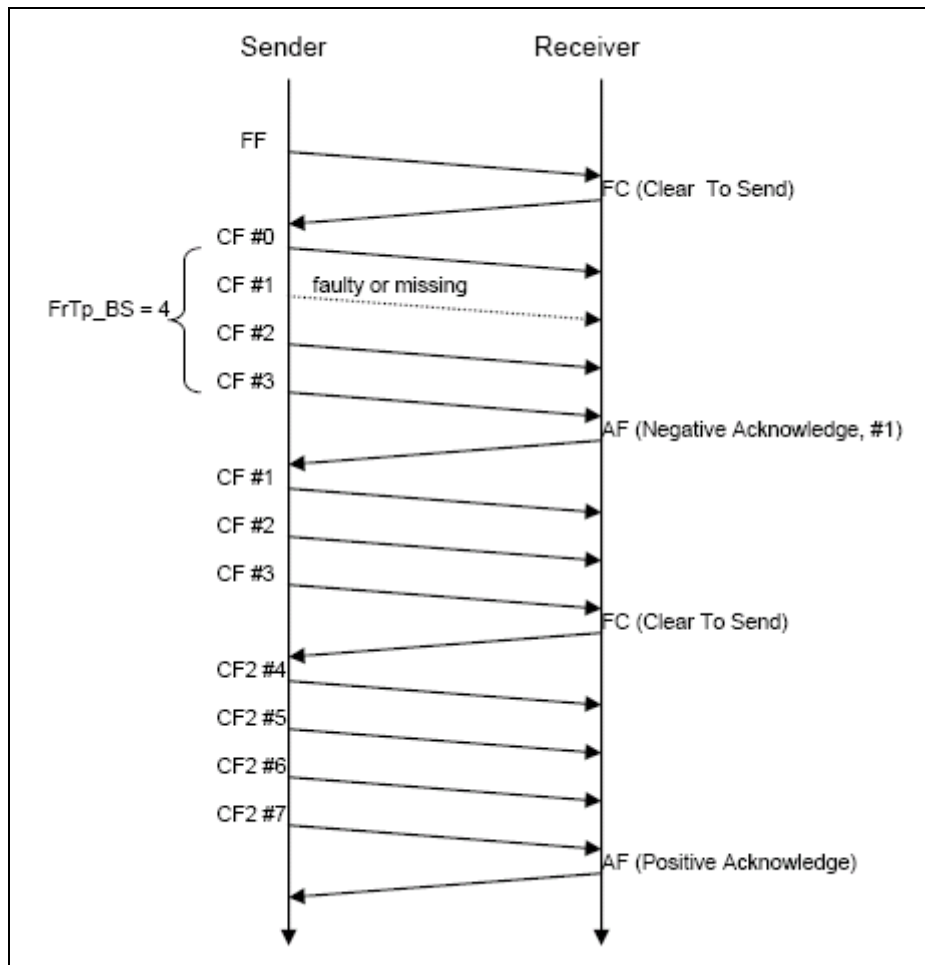 Sender Receiver
FF
FC (Clear To Send)
CF #0
CF #1 faulty or missing
FrTp_BS = 4
CF #2
CF #3
AF (Negative Acknowledge, #1)
CF #1
CF #2
CF #3
FC (Clear To Send)
CF2 #4
CF2 #5
CF2 #6
CF2 #7
AF (Positive Acknowledge)